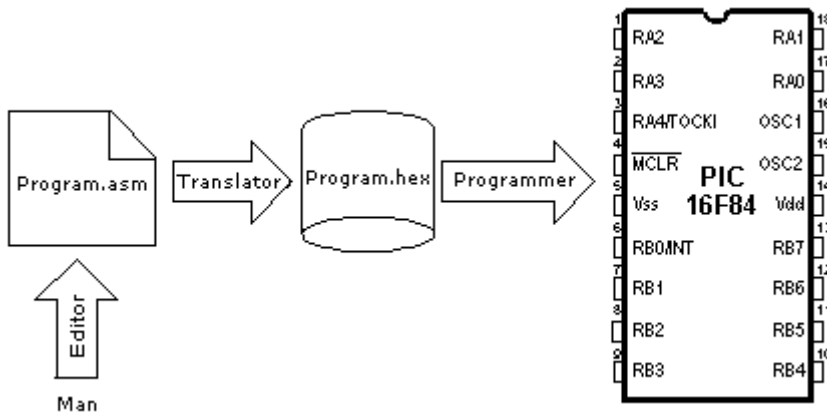 Program.asm
Translator
Program.hex
Programmer
Editor
Man
1 RA2
2 RA3
3 RA4/TOCKI
4 MCLR
5 Vss
6 RB0/INT
7 RB1
8 RB2
9 RB3
PIC
16F84
18 RA1
17 RA0
16 OSC1
15 OSC2
14 Vdd
13 RB7
12 RB6
11 RB5
10 RB4